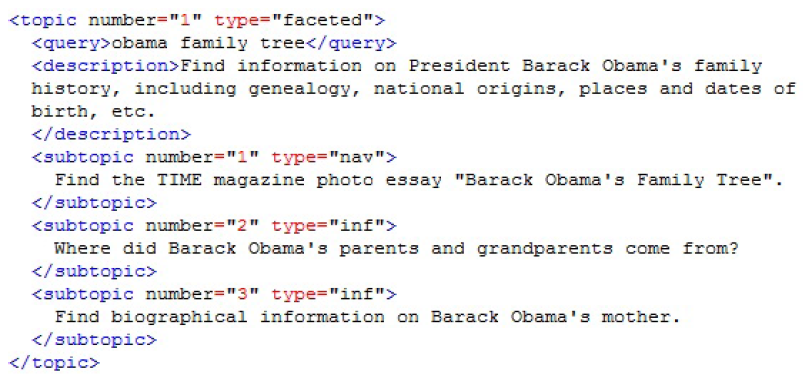 <topic number="1" type="faceted">
<query>obama family tree</query>
<description>Find information on President Barack Obama's family
history, including genealogy, national origins, places and dates of
birth, etc.
</description>
<subtopic number="1" type="nav">
Find the TIME magazine photo essay "Barack Obama's Family Tree".
</subtopic>
<subtopic number="2" type="inf">
Where did Barack Obama's parents and grandparents come from?
</subtopic>
<subtopic number="3" type="inf">
Find biographical information on Barack Obama's mother.
</subtopic>
</topic>